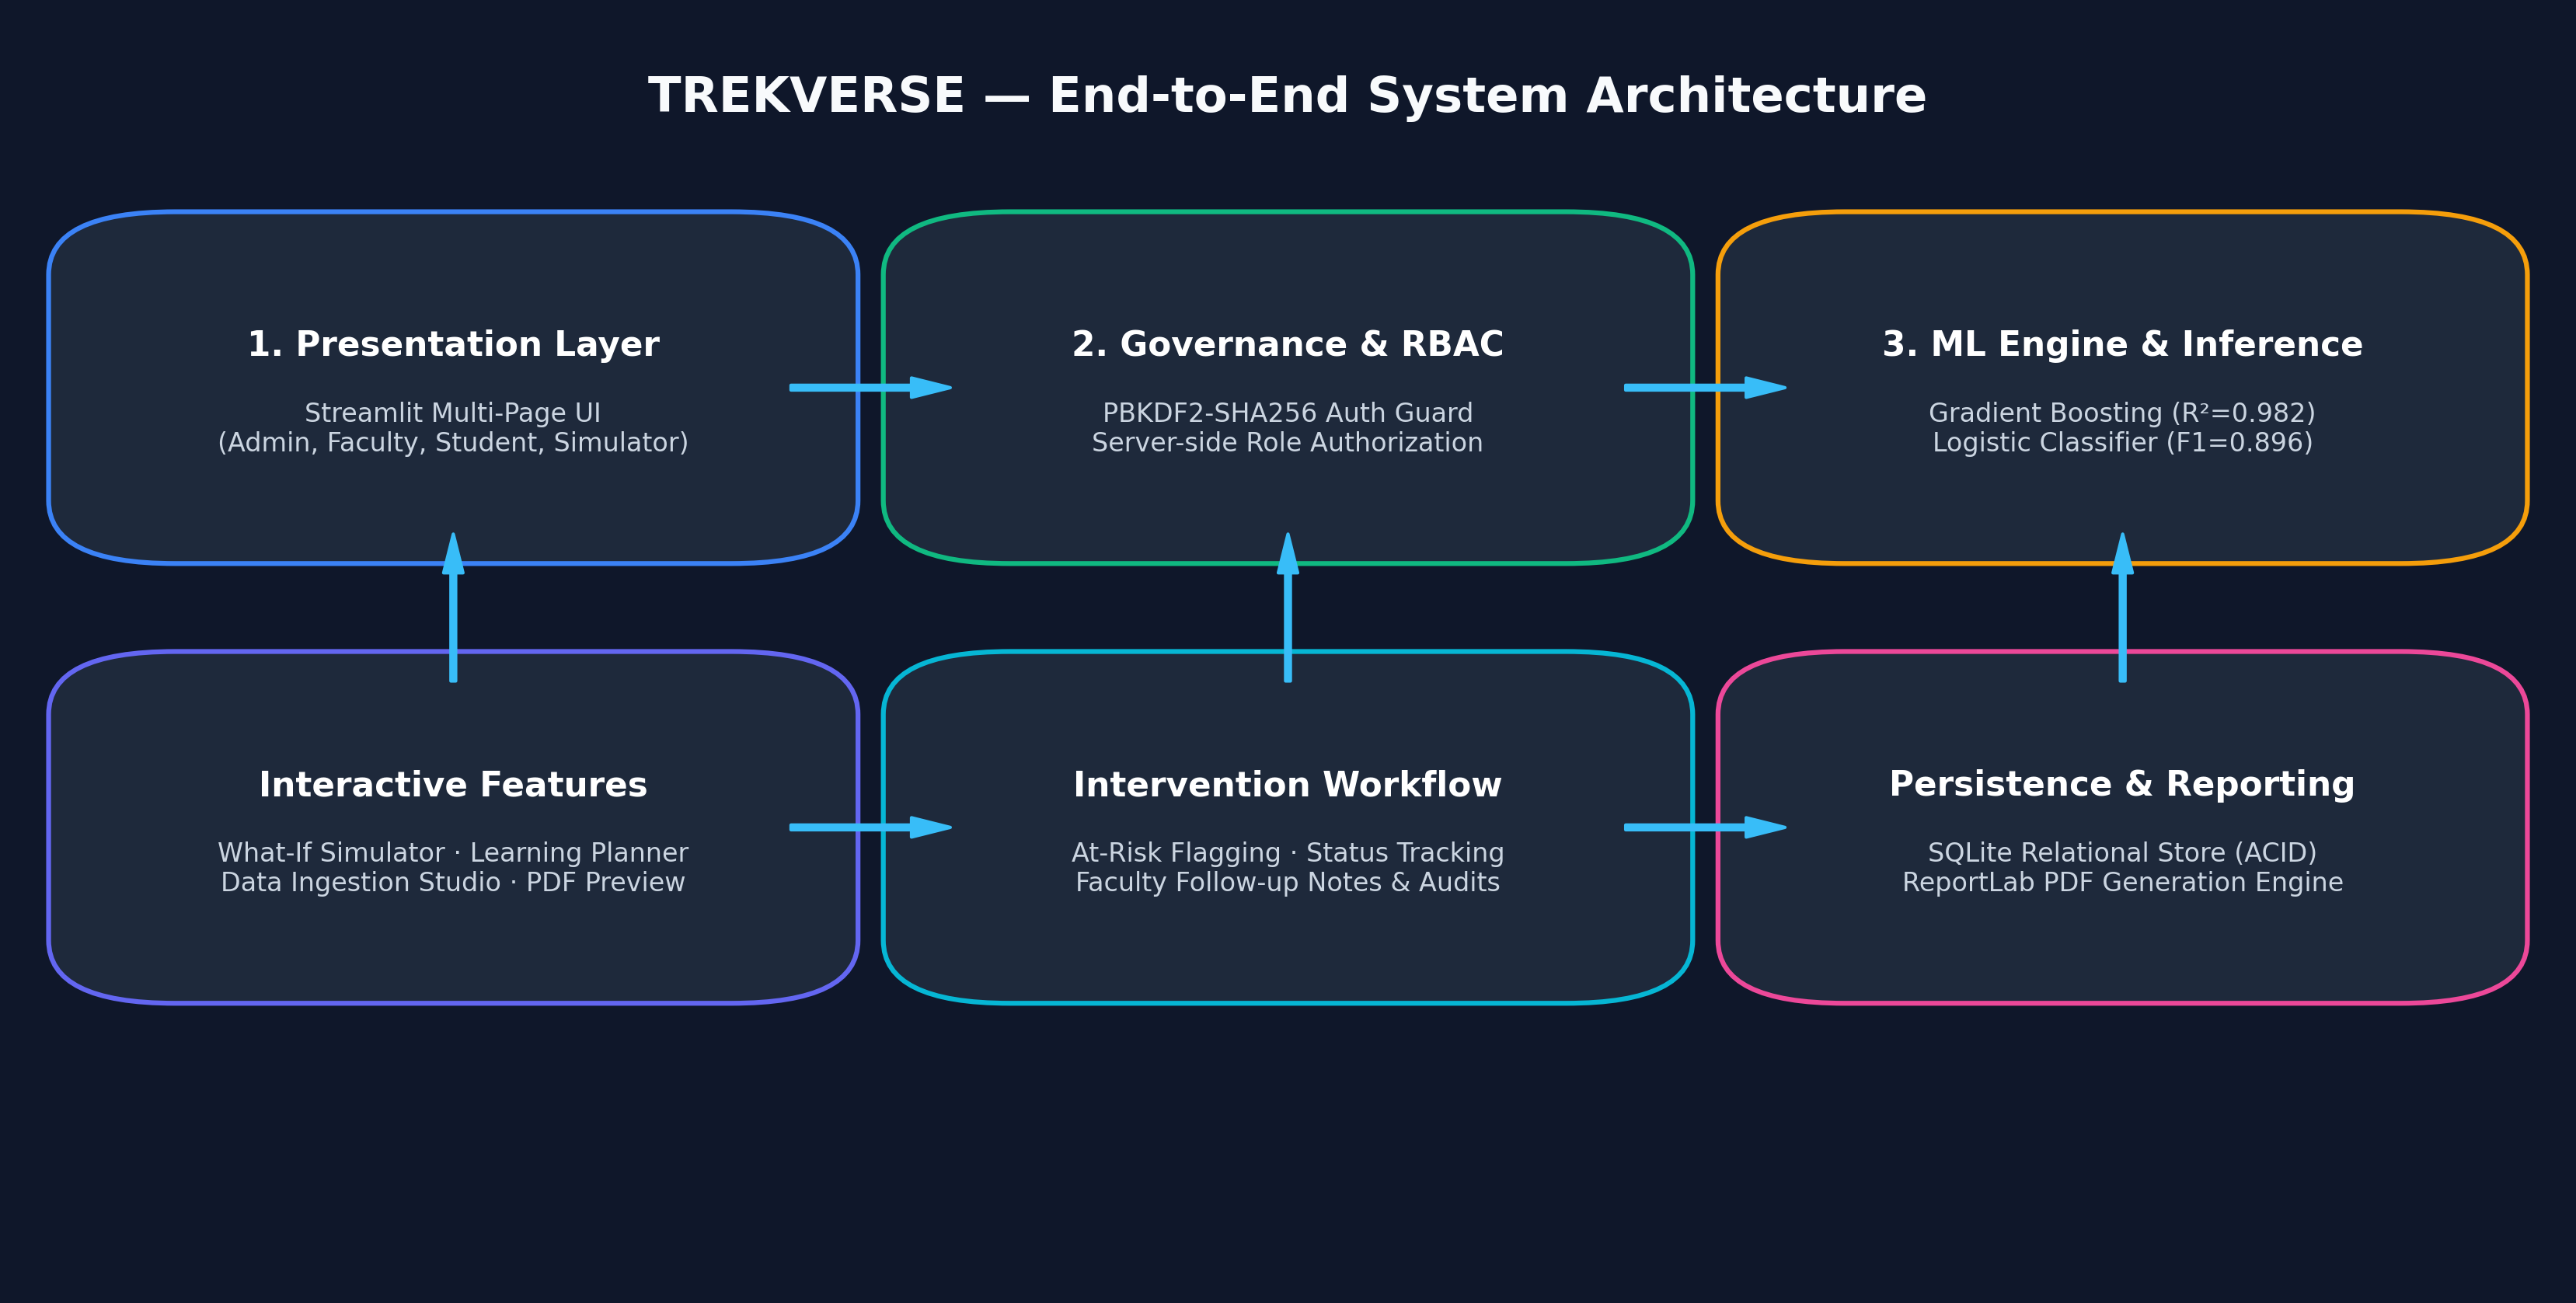 TREKVERSE — End-to-End System Architecture
1. Presentation Layer
Streamlit Multi-Page UI
(Admin, Faculty, Student, Simulator)
2. Governance & RBAC
PBKDF2-SHA256 Auth Guard
Server-side Role Authorization
3. ML Engine & Inference
Gradient Boosting (R²=0.982)
Logistic Classifier (F1=0.896)
Interactive Features
What-If Simulator · Learning Planner
Data Ingestion Studio · PDF Preview
Intervention Workflow
At-Risk Flagging · Status Tracking
Faculty Follow-up Notes & Audits
Persistence & Reporting
SQLite Relational Store (ACID)
ReportLab PDF Generation Engine